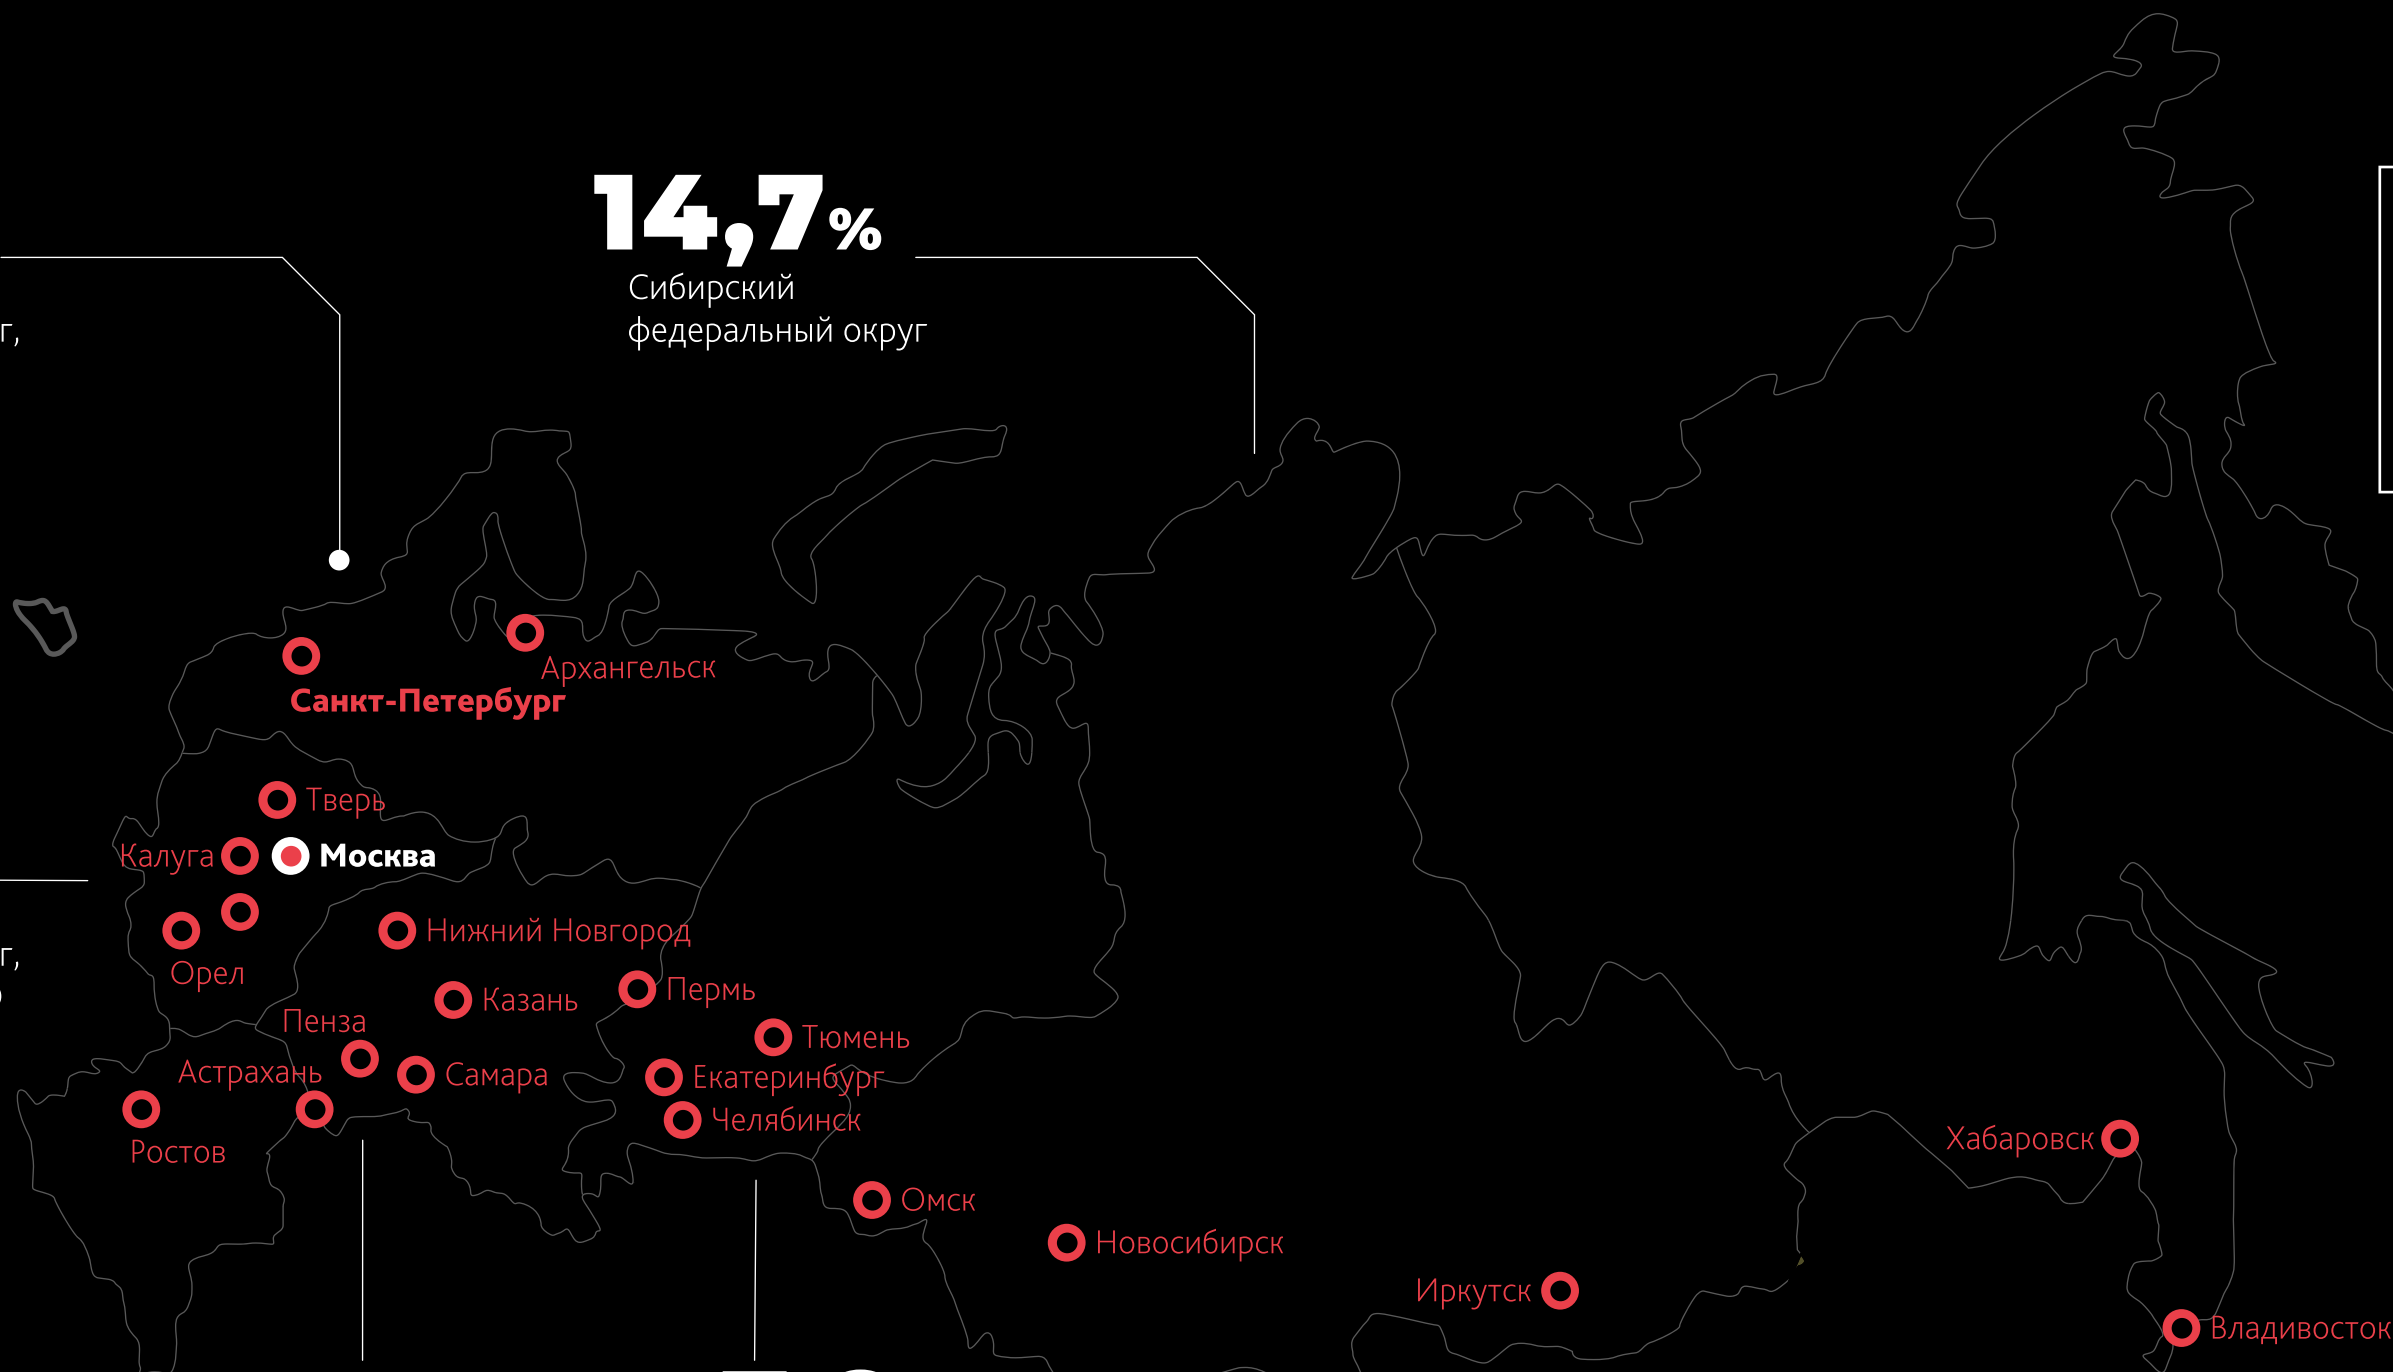 14,7%
Сибирский
федеральный округ
г,
Архангельск
Санкт-Петербург
Тверь
Калуга
Москва
Нижний Новгород
г,
Орел
Пермь
Казань
Пенза
Тюмень
Астрахань
Самара
Екатеринбург
Челябинск
Ростов
Хабаровск
Омск
Новосибирск
Иркутск
Владивосток